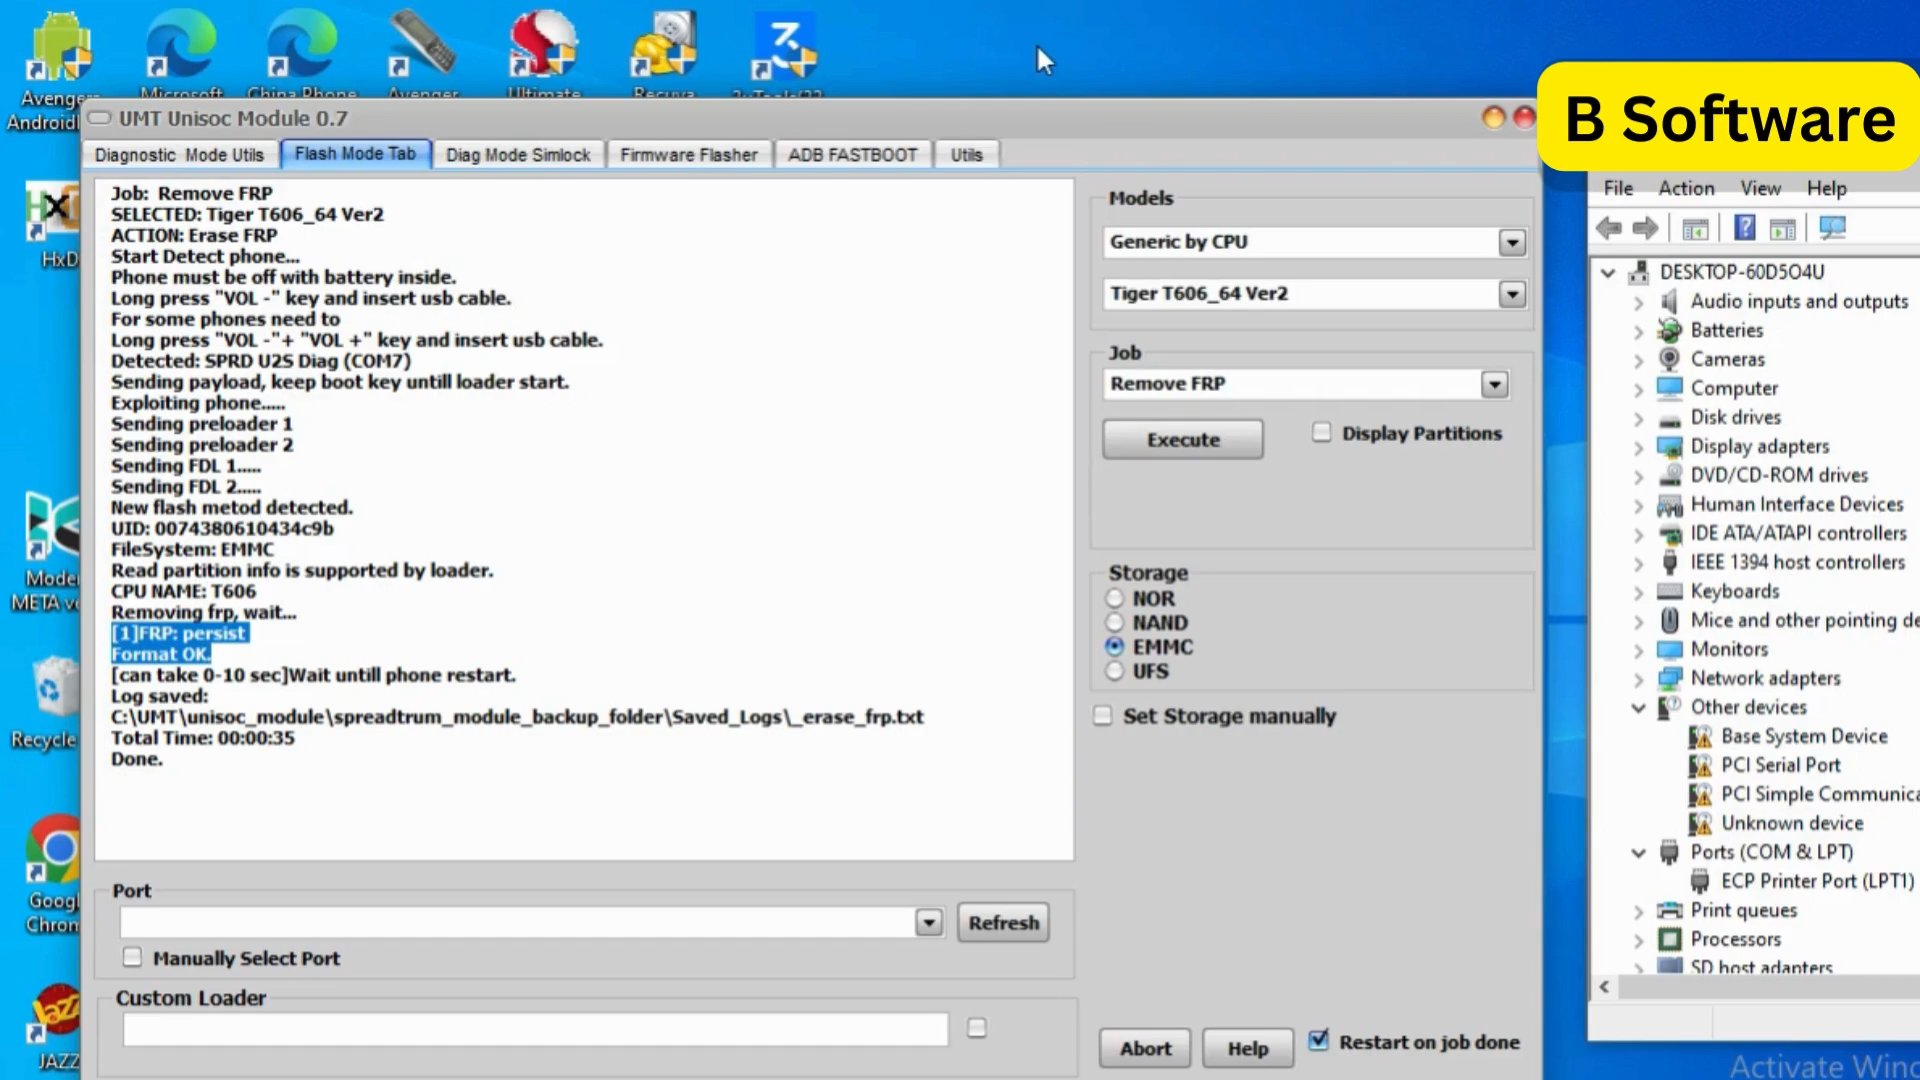 Avenge
Android
Microsoft
China Phone
Avenger
Ultimate
Recuva
B Software
UMT Unisoc Module 0.7
Diagnostic Mode Utils
Flash Mode Tab
Diag Mode Simlock
Firmware Flasher
ADB FASTBOOT
Utils
Job: Remove FRP
SELECTED: Tiger T606_64 Ver2
ACTION: Erase FRP
Start Detect phone...
Phone must be off with battery inside.
Long press "VOL -" key and insert usb cable.
For some phones need to
Long press "VOL -"+ "VOL +" key and insert usb cable.
Detected: SPRD U2S Diag (COM7)
Sending payload, keep boot key untill loader start.
Exploiting phone.....
Sending preloader 1
Sending preloader 2
Sending FDL 1.....
Sending FDL 2.....
New flash metod detected.
UID: 0074380610434c9b
FileSystem: EMMC
Read partition info is supported by loader.
CPU NAME: T606
Removing frp, wait...
[1]FRP: persist
Format OK.
[can take 0-10 sec]Wait untill phone restart.
Log saved:
C:\UMT\unisoc_module\spreadtrum_module_backup_folder\Saved_Logs\_erase_frp.txt
Total Time: 00:00:35
Done.
Port
Refresh
Manually Select Port
Custom Loader
Models
Generic by CPU
Tiger T606_64 Ver2
Job
Remove FRP
Execute
Display Partitions
Storage
NOR
NAND
EMMC
UFS
Set Storage manually
Abort
Help
Restart on job done
HxD
Mode
META v
Recycle
Goog
Chron
JAZZ
File Action View Help
DESKTOP-60D5O4U
Audio inputs and outputs
Batteries
Cameras
Computer
Disk drives
Display adapters
DVD/CD-ROM drives
Human Interface Devices
IDE ATA/ATAPI controllers
IEEE 1394 host controllers
Keyboards
Mice and other pointing de
Monitors
Network adapters
Other devices
Base System Device
PCI Serial Port
PCI Simple Communica
Unknown device
Ports (COM & LPT)
ECP Printer Port (LPT1)
Print queues
Processors
SD host adapters
Activate Wind